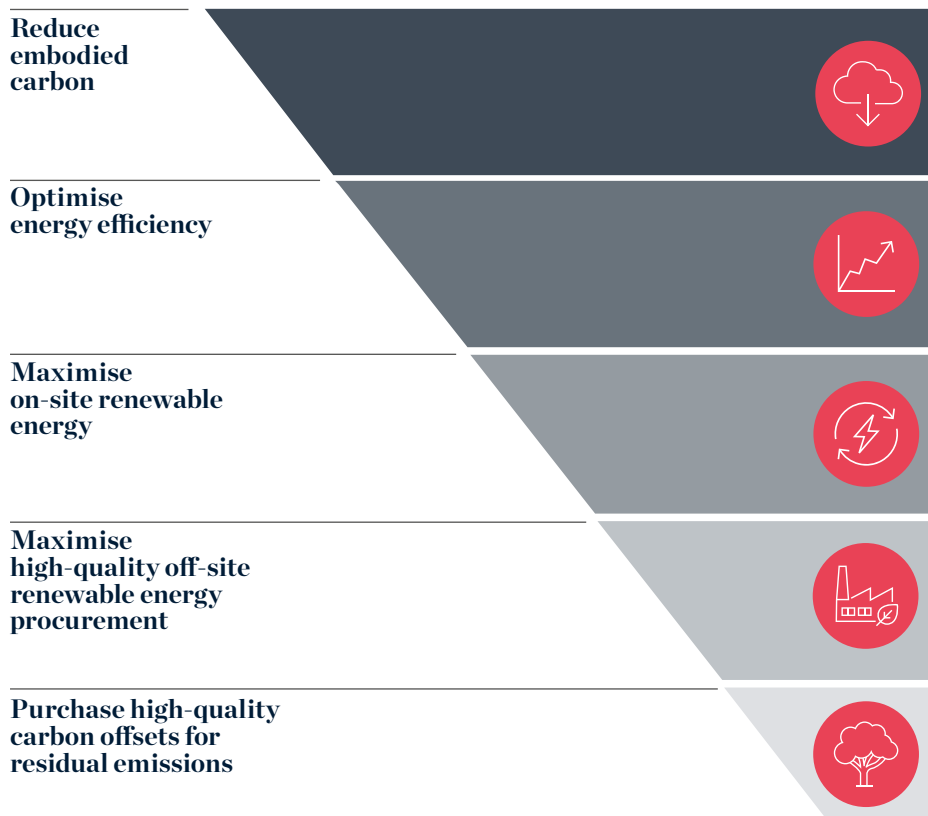 Reduce
embodied
carbon
Optimise
energy efficiency
Maximise
on-site renewable
energy
Maximise
high-quality off-site
renewable energy
procurement
Purchase high-quality
carbon offsets for
residual emissions